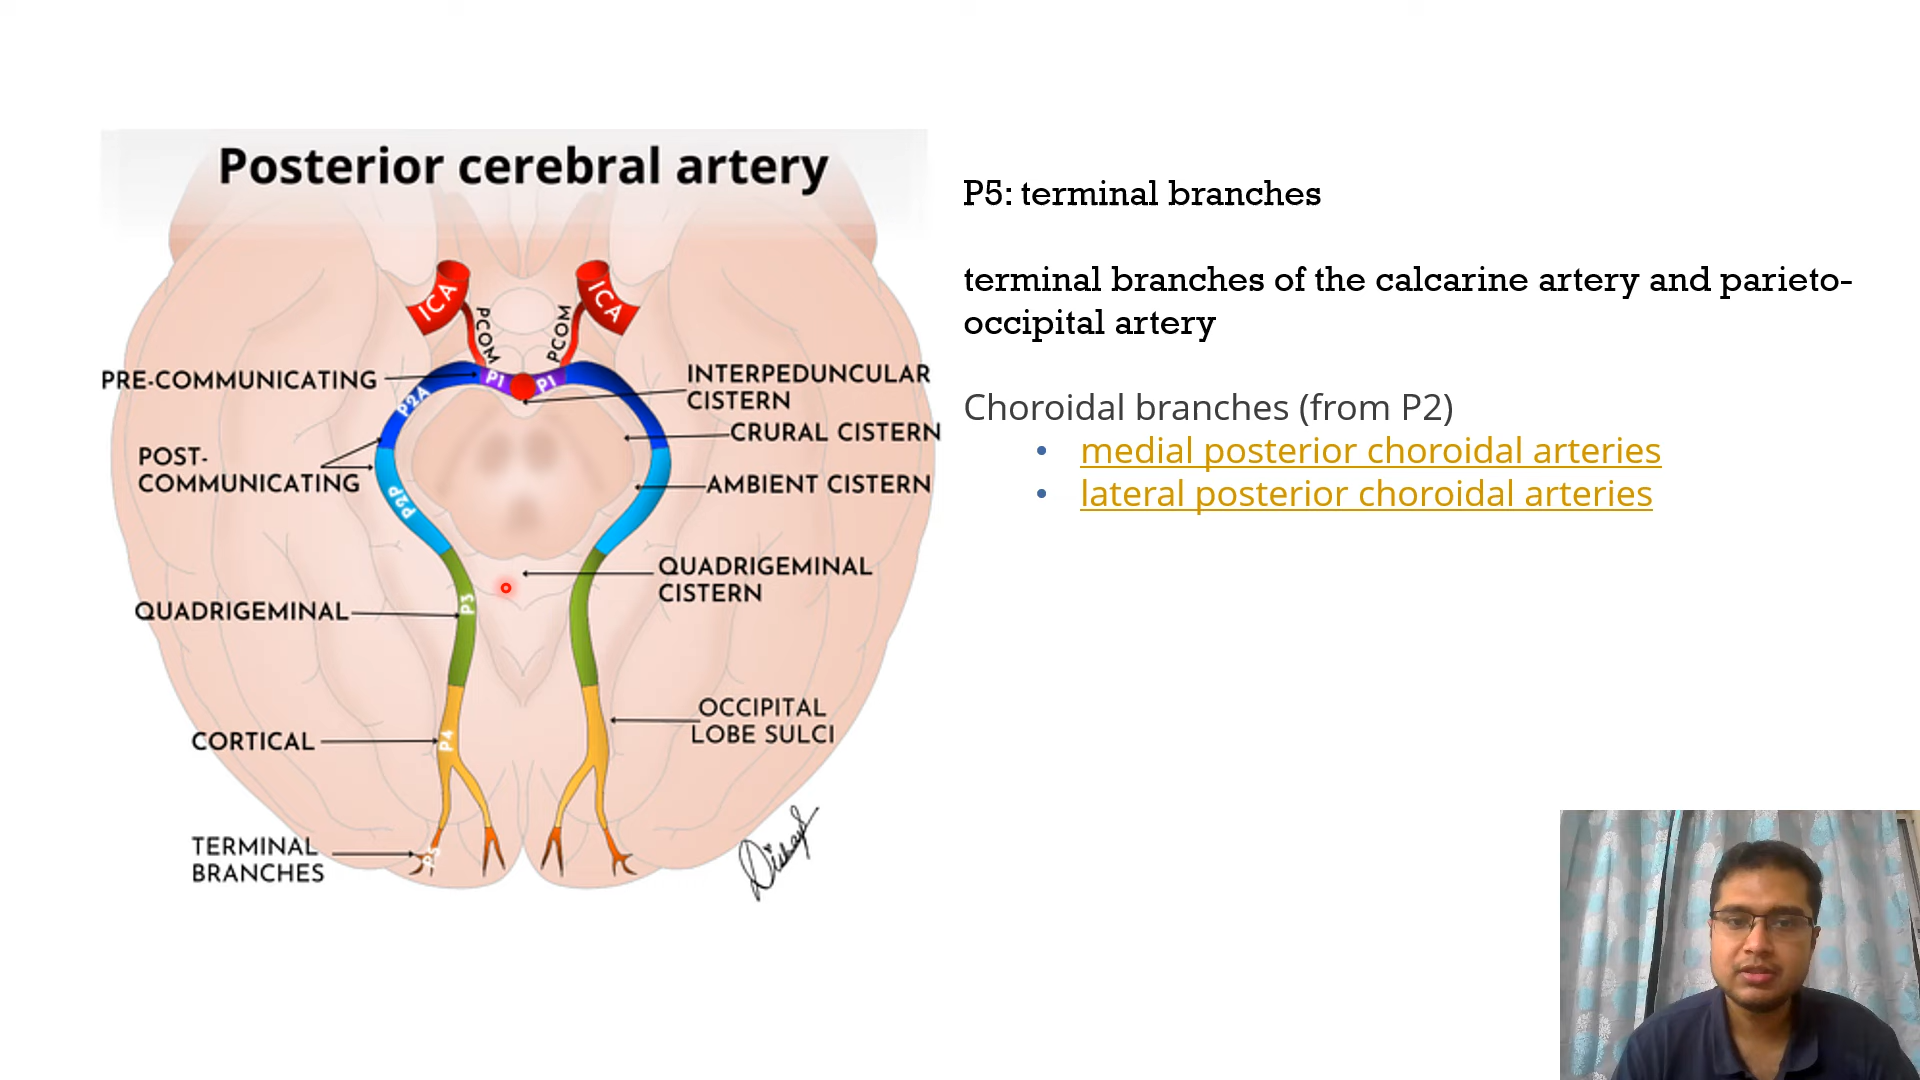 Posterior cerebral artery
ICA
ICA
PCOM
PCOM
PRE-COMMUNICATING
P1
P1
P2A
INTERPEDUNCULAR
CISTERN
CRURAL CISTERN
POST-
COMMUNICATING
P2P
AMBIENT CISTERN
QUADRIGEMINAL
CISTERN
QUADRIGEMINAL
P3
OCCIPITAL
LOBE SULCI
CORTICAL
P4
TERMINAL
BRANCHES
P5
P5: terminal branches
terminal branches of the calcarine artery and parieto-
occipital artery
Choroidal branches (from P2)
• medial posterior choroidal arteries
• lateral posterior choroidal arteries